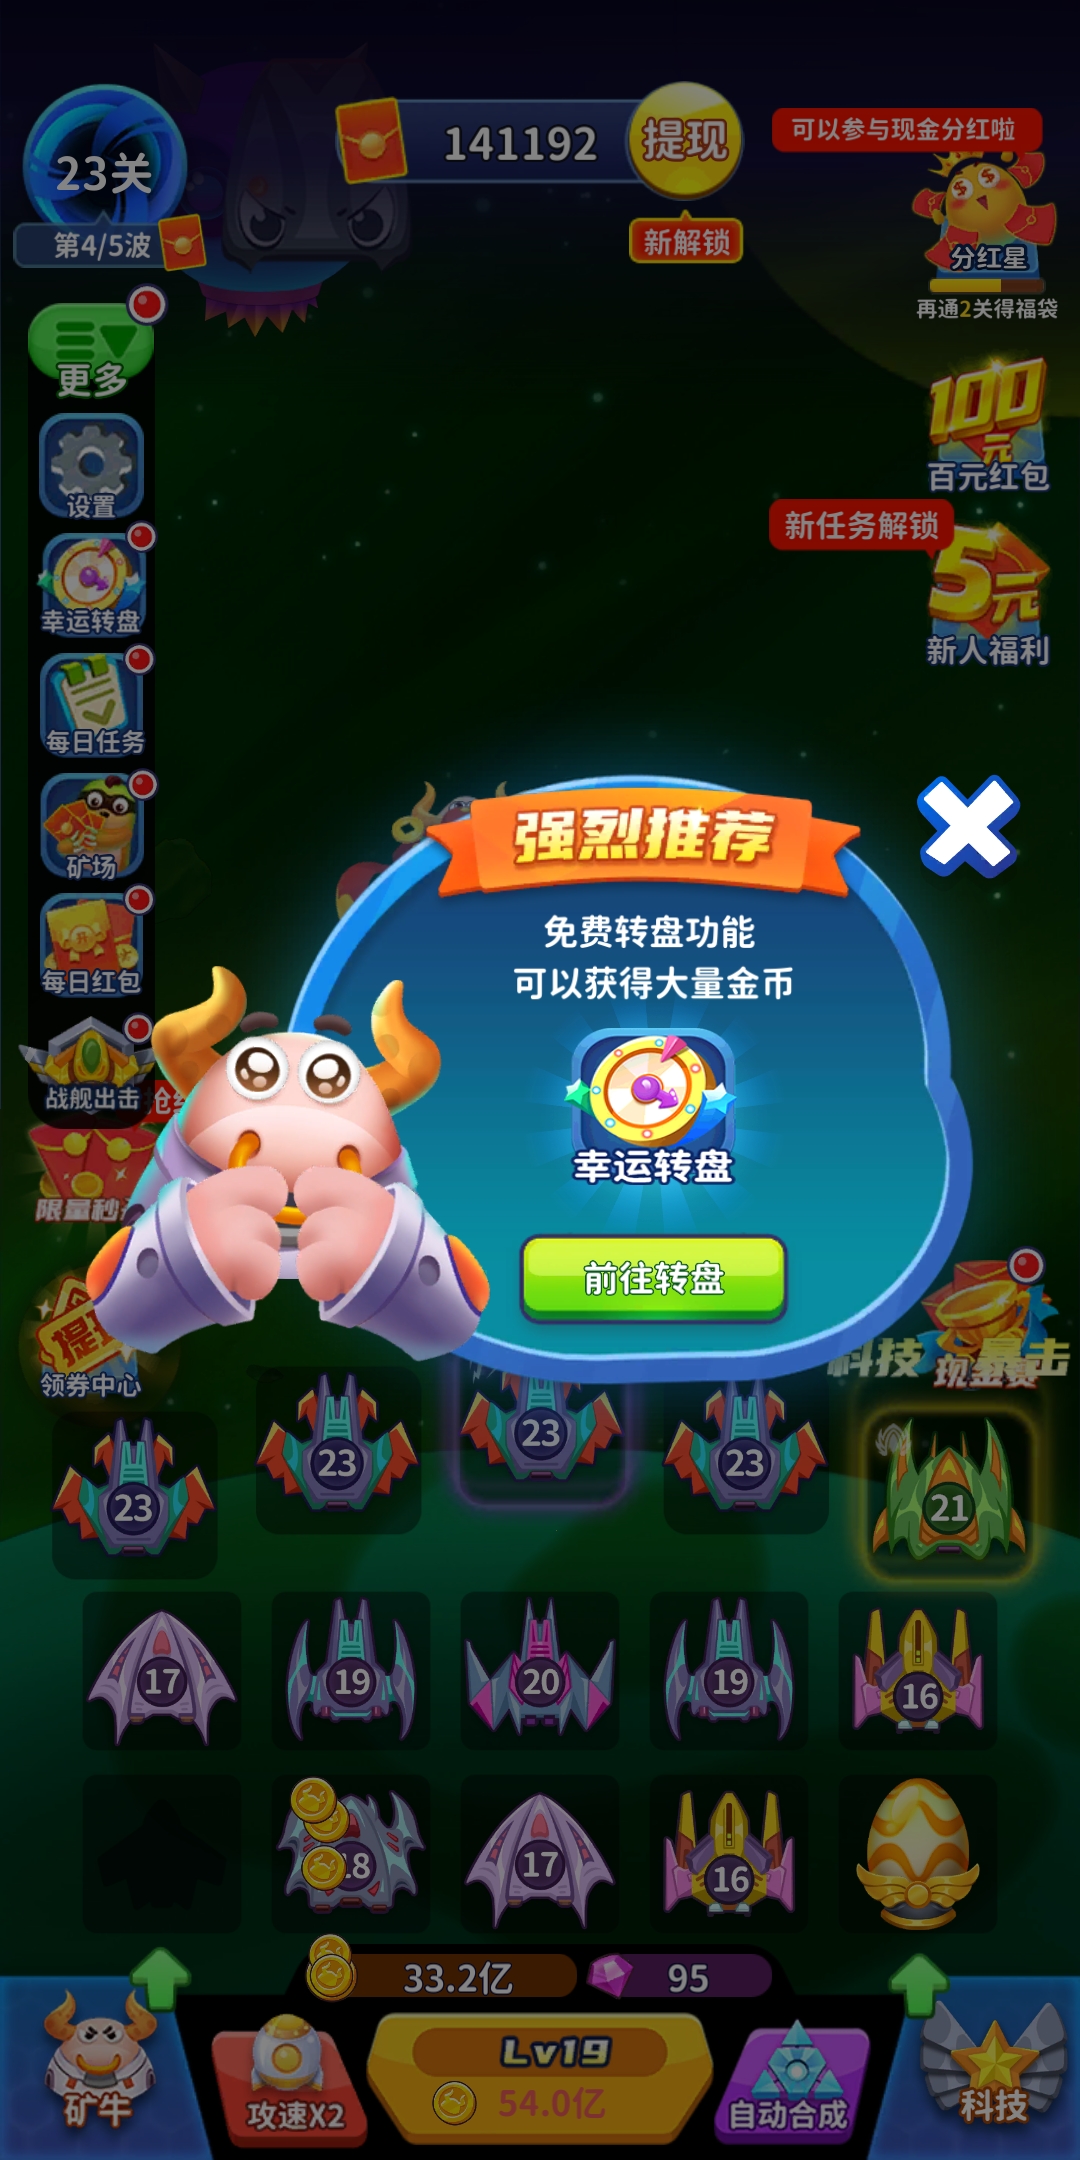 23关
第4/5波
141192
提现
新解锁
可以参与现金分红啦
分红星
再通2关得福袋
更多
设置
幸运转盘
每日任务
矿场
开
每日红包
战舰出击
限量秒
领券中心
100
元
百元红包
新任务解锁
5元
新人福利
强烈推荐
免费转盘功能
可以获得大量金币
幸运转盘
前往转盘
科技
暴击
23
23
23
23
21
17
19
20
19
16
18
17
16
33.2亿
95
矿牛
攻速X2
Lv19
54.0亿
自动合成
科技